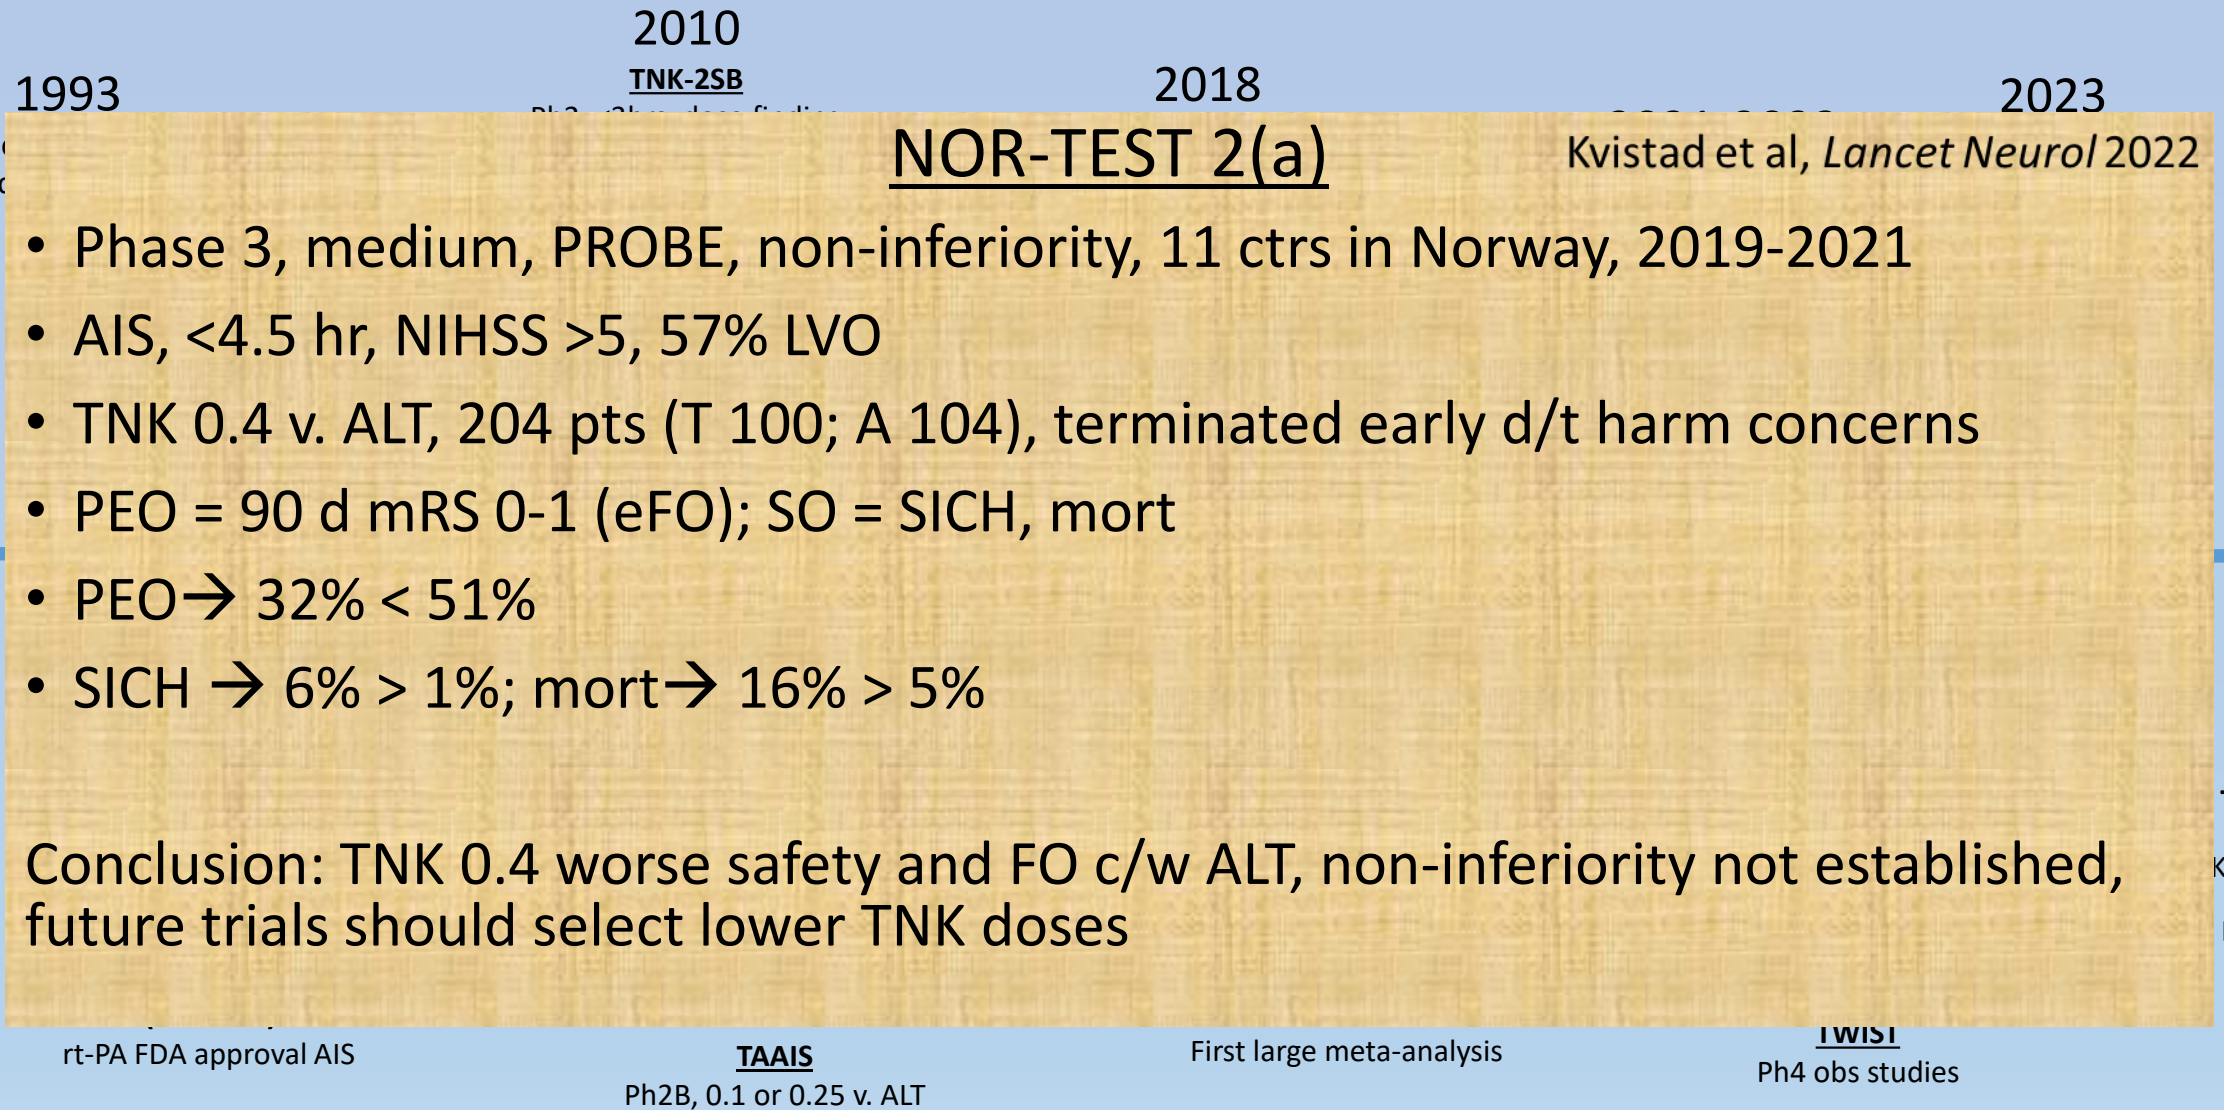 2010
1993
TNK-2SB
2018
2023
NOR-TEST 2(a)
Kvistad et al, Lancet Neurol 2022
• Phase 3, medium, PROBE, non-inferiority, 11 ctrs in Norway, 2019-2021
• AIS, <4.5 hr, NIHSS >5, 57% LVO
• TNK 0.4 v. ALT, 204 pts (T 100; A 104), terminated early d/t harm concerns
• PEO = 90 d mRS 0-1 (eFO); SO = SICH, mort
• PEO→ 32% < 51%
• SICH → 6% > 1%; mort→ 16% > 5%
Conclusion: TNK 0.4 worse safety and FO c/w ALT, non-inferiority not established,
future trials should select lower TNK doses
rt-PA FDA approval AIS
TAAIS
Ph2B, 0.1 or 0.25 v. ALT
First large meta-analysis
TWIST
Ph4 obs studies